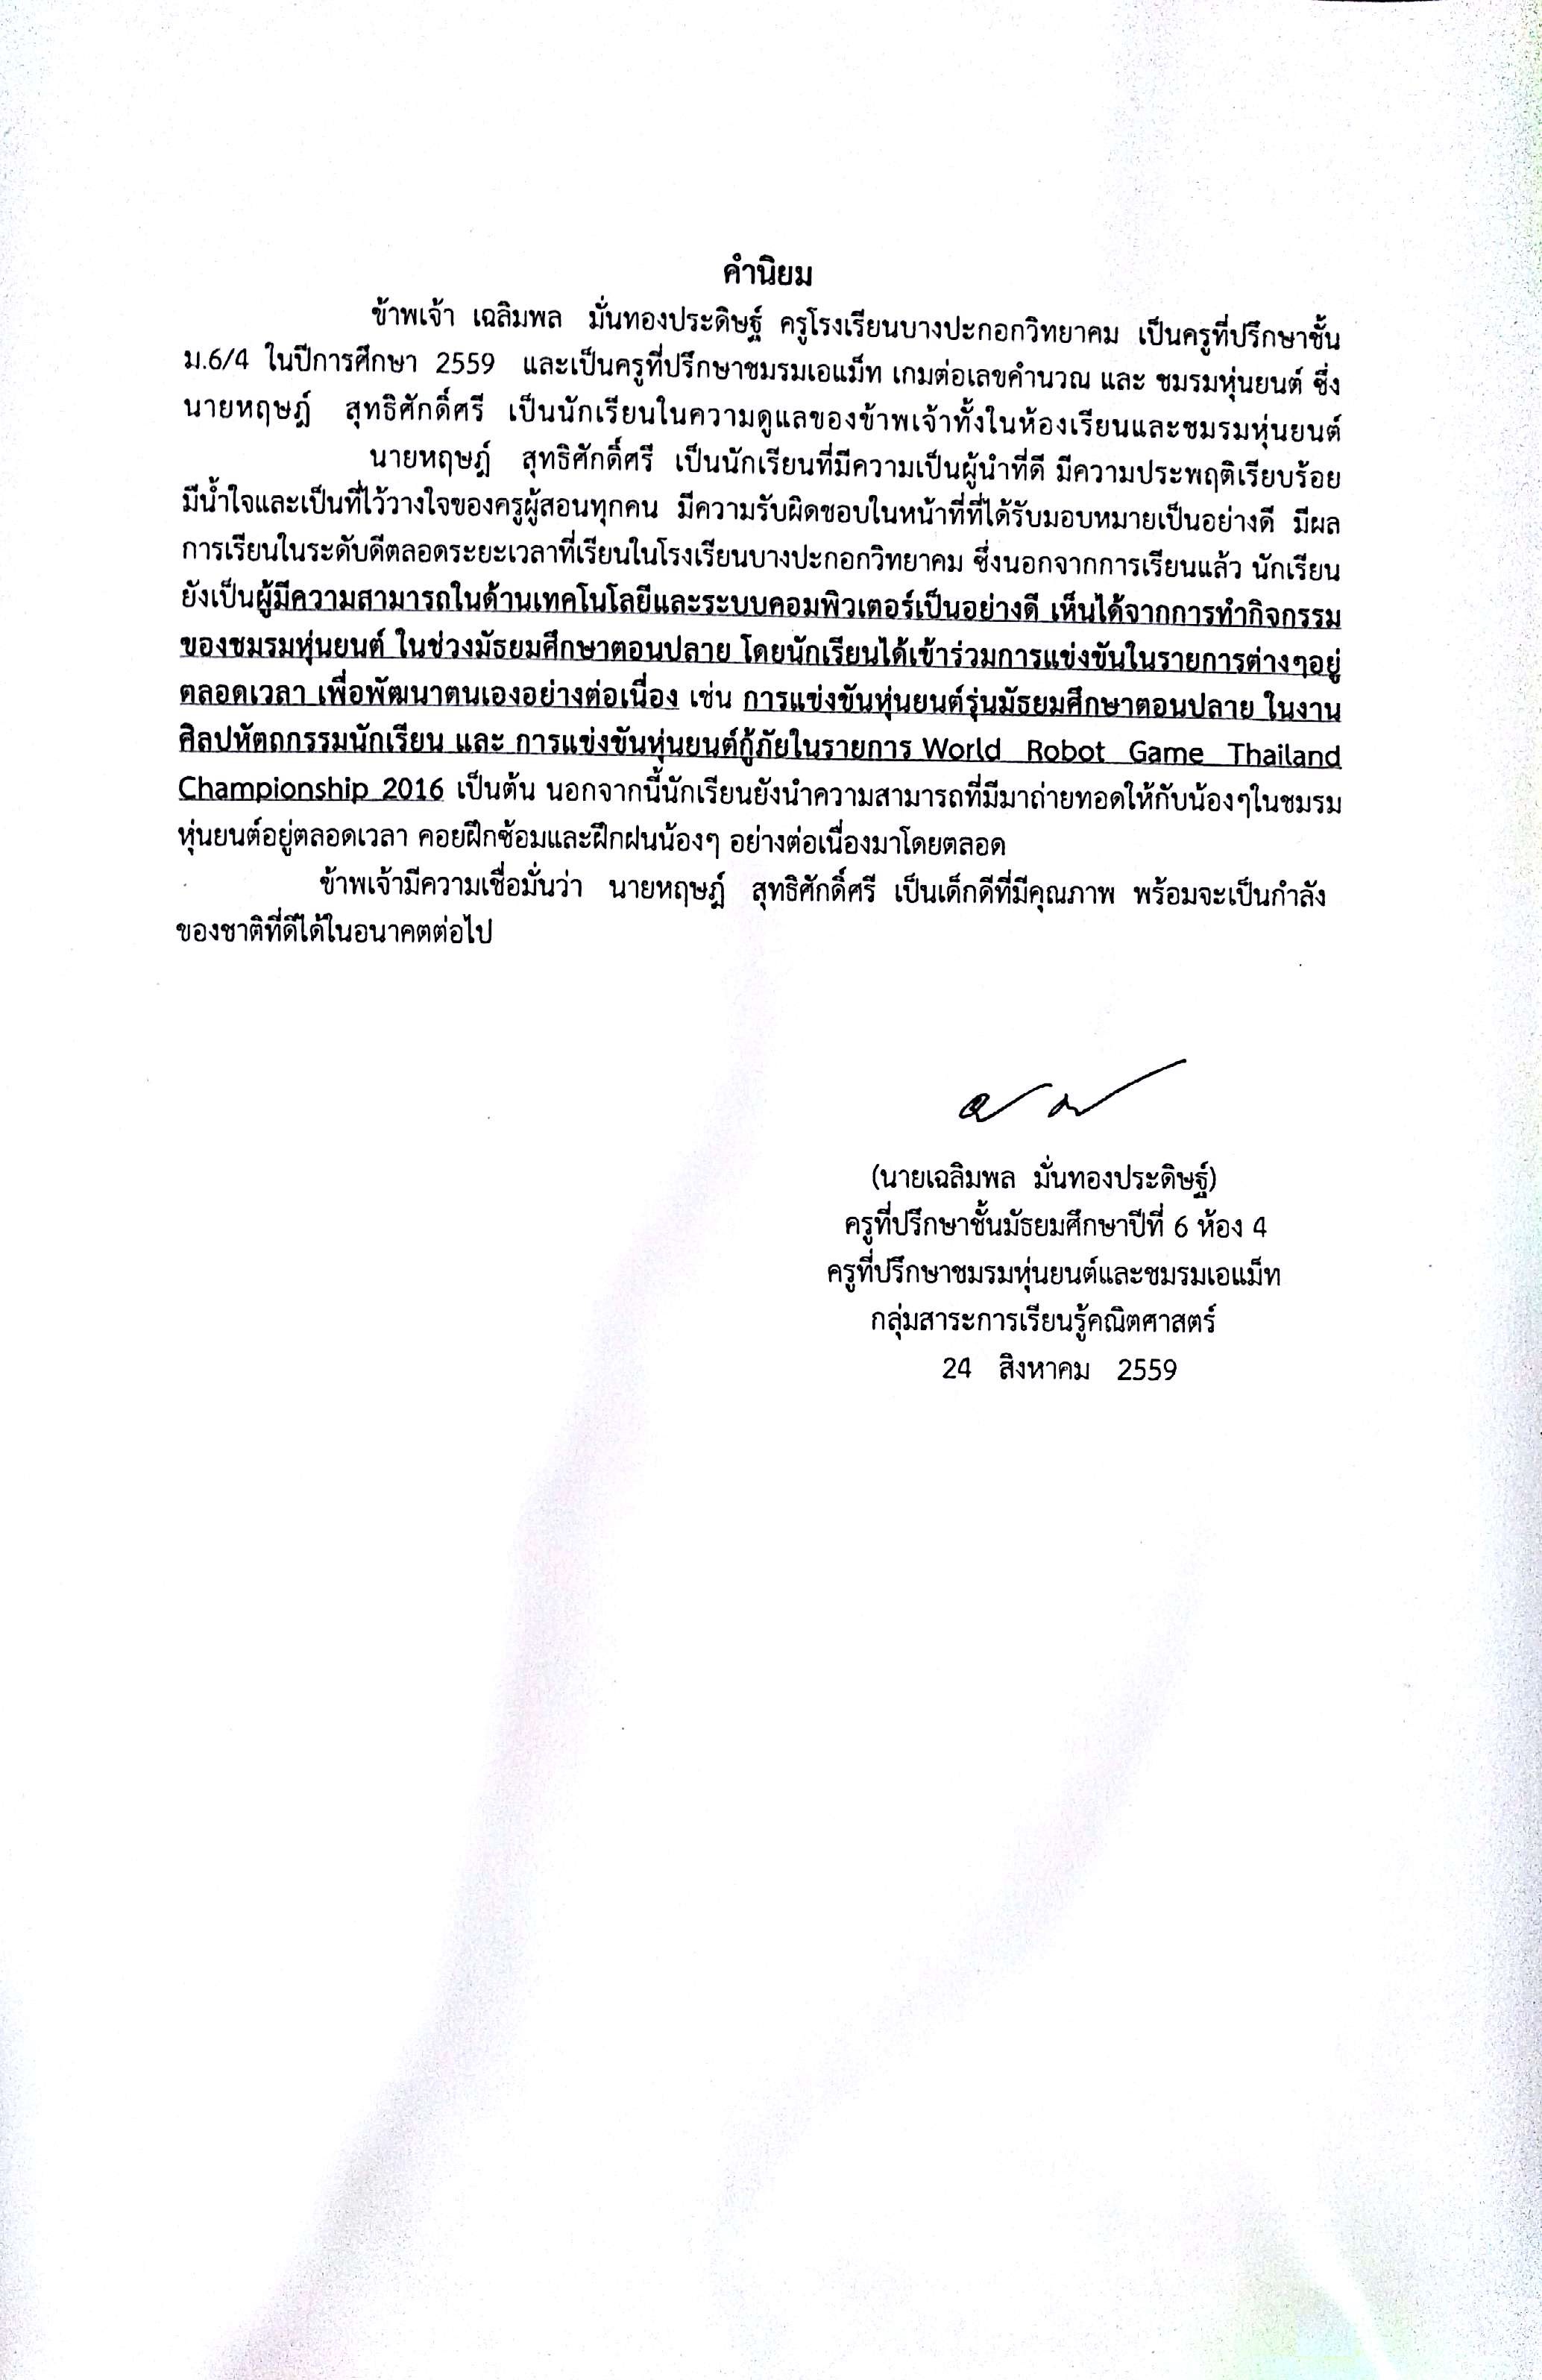 คำนิยม
ข้าพเจ้า เฉลิมพล มั่นทองประดิษฐ์ ครูโรงเรียนบางปะกอกวิทยาคม เป็นครูที่ปรึกษาชั้น
ม.6/4 ในปีการศึกษา 2559 และเป็นครูที่ปรึกษาชมรมเอแม็ท เกมต่อเลขคำนวณ และ ชมรมหุ่นยนต์ ซึ่ง
นายหฤษฎ์ สุทธิศักดิ์ศรี เป็นนักเรียนในความดูแลของข้าพเจ้าทั้งในห้องเรียนและชมรมหุ่นยนต์
นายหฤษฎ์ สุทธิศักดิ์ศรี เป็นนักเรียนที่มีความเป็นผู้นำที่ดี มีความประพฤติเรียบร้อย
มีน้ำใจและเป็นที่ไว้วางใจของครูผู้สอนทุกคน มีความรับผิดชอบในหน้าที่ที่ได้รับมอบหมายเป็นอย่างดี มีผล
การเรียนในระดับดีตลอดระยะเวลาที่เรียนในโรงเรียนบางปะกอกวิทยาคม ซึ่งนอกจากการเรียนแล้ว นักเรียน
ยังเป็นผู้มีความสามารถในด้านเทคโนโลยีและระบบคอมพิวเตอร์เป็นอย่างดี เห็นได้จากการทำกิจกรรม
ของชมรมหุ่นยนต์ ในช่วงมัธยมศึกษาตอนปลาย โดยนักเรียนได้เข้าร่วมการแข่งขันในรายการต่างๆอยู่
ตลอดเวลา เพื่อพัฒนาตนเองอย่างต่อเนื่อง เช่น การแข่งขันหุ่นยนต์รุ่นมัธยมศึกษาตอนปลาย ในงาน
ศิลปหัตถกรรมนักเรียน และ การแข่งขันหุ่นยนต์กู้ภัยในรายการ World Robot Game Thailand
Championship 2016 เป็นต้น นอกจากนี้นักเรียนยังนำความสามารถที่มีมาถ่ายทอดให้กับน้องๆในชมรม
หุ่นยนต์อยู่ตลอดเวลา คอยฝึกซ้อมและฝึกฝนน้องๆ อย่างต่อเนื่องมาโดยตลอด
ข้าพเจ้ามีความเชื่อมั่นว่า นายหฤษฎ์ สุทธิศักดิ์ศรี เป็นเด็กดีที่มีคุณภาพ พร้อมจะเป็นกำลัง
ของชาติที่ดีได้ในอนาคตต่อไป
(นายเฉลิมพล มั่นทองประดิษฐ์)
ครูที่ปรึกษาชั้นมัธยมศึกษาปีที่ 6 ห้อง 4
ครูที่ปรึกษาชมรมหุ่นยนต์และชมรมเอแม็ท
กลุ่มสาระการเรียนรู้คณิตศาสตร์
24 สิงหาคม 2559